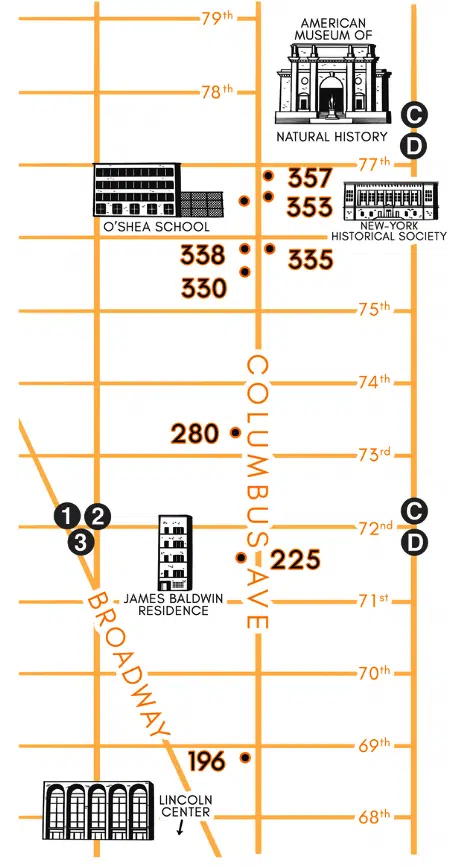 79th
AMERICAN
MUSEUM OF
78th
NATURAL HISTORY
C
D
77th
357
353
O'SHEA SCHOOL
NEW-YORK
HISTORICAL SOCIETY
338
335
330
75th
74th
COLUMBUS AVE
280
73rd
1
2
3
72nd
C
D
225
JAMES BALDWIN
RESIDENCE
71st
BROADWAY
70th
69th
196
LINCOLN
CENTER
68th